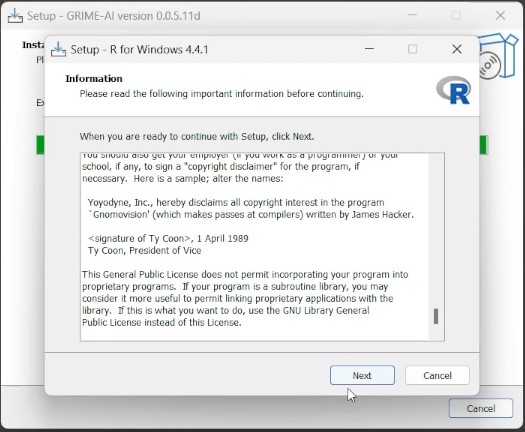 Setup - GRIME-AI version 0.0.5.11d
Setup - R for Windows 4.4.1
Information
Please read the following important information before continuing.
R
When you are ready to continue with Setup, click Next.
You should also get your employer (if you work as a programmer) or your
school, if any, to sign a "copyright disclaimer" for the program, if
necessary. Here is a sample; alter the names:
Yoyodyne, Inc., hereby disclaims all copyright interest in the program
`Gnomovision' (which makes passes at compilers) written by James Hacker.
<signature of Ty Coon>, 1 April 1989
Ty Coon, President of Vice
This General Public License does not permit incorporating your program into
proprietary programs. If your program is a subroutine library, you may
consider it more useful to permit linking proprietary applications with the
library. If this is what you want to do, use the GNU Library General
Public License instead of this License.
Next
Cancel
Cancel